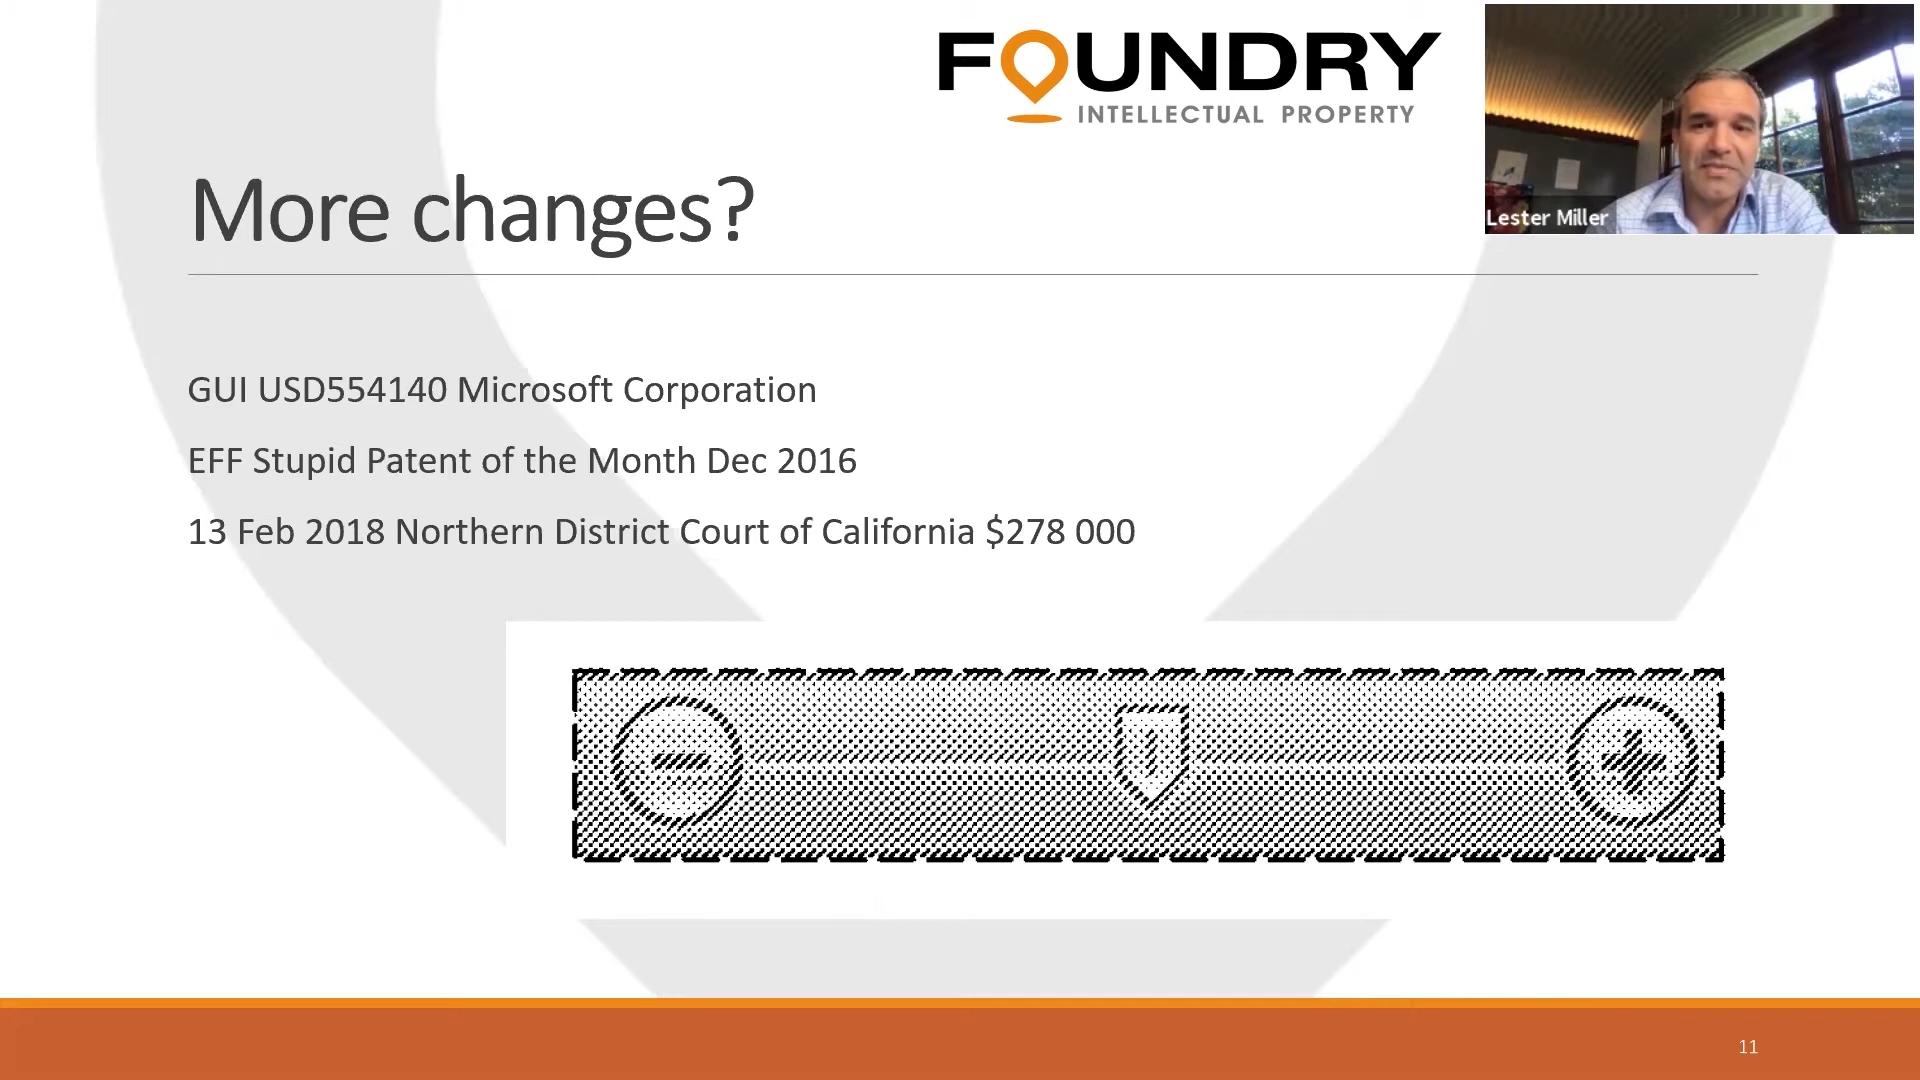 FOUNDRY
INTELLECTUAL PROPERTY
Lester Miller
More changes?
GUI USD554140 Microsoft Corporation
EFF Stupid Patent of the Month Dec 2016
13 Feb 2018 Northern District Court of California $278 000
11